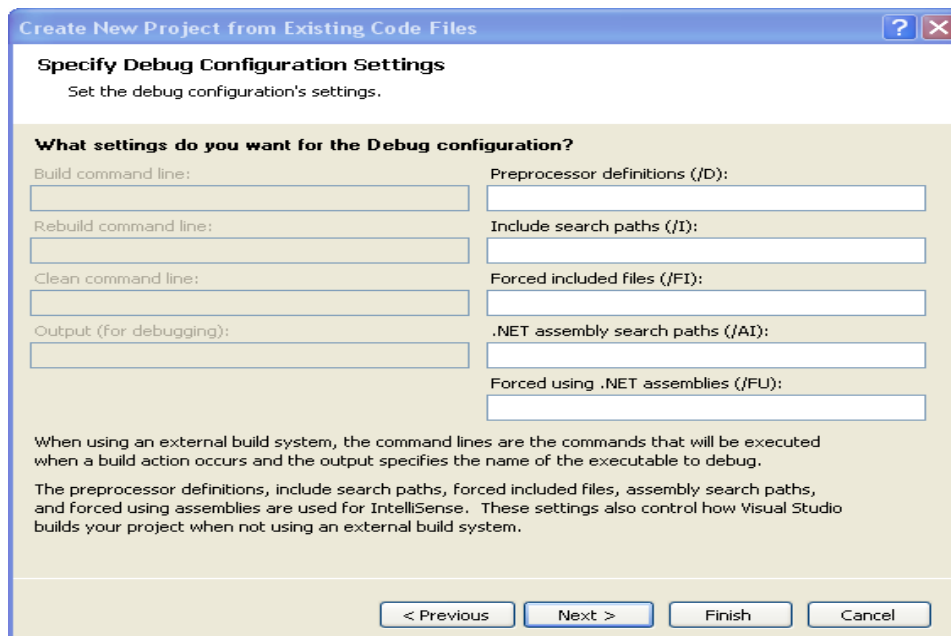 Create New Project from Existing Code Files
Specify Debug Configuration Settings
Set the debug configuration's settings.
What settings do you want for the Debug configuration?
Build command line:
Preprocessor definitions (/D):
Rebuild command line:
Include search paths (/I):
Clean command line:
Forced included files (/FI):
Output (for debugging):
.NET assembly search paths (/AI):
Forced using .NET assemblies (/FU):
When using an external build system, the command lines are the commands that will be executed
when a build action occurs and the output specifies the name of the executable to debug.
The preprocessor definitions, include search paths, forced included files, assembly search paths,
and forced using assemblies are used for IntelliSense. These settings also control how Visual Studio
builds your project when not using an external build system.
< Previous
Next >
Finish
Cancel